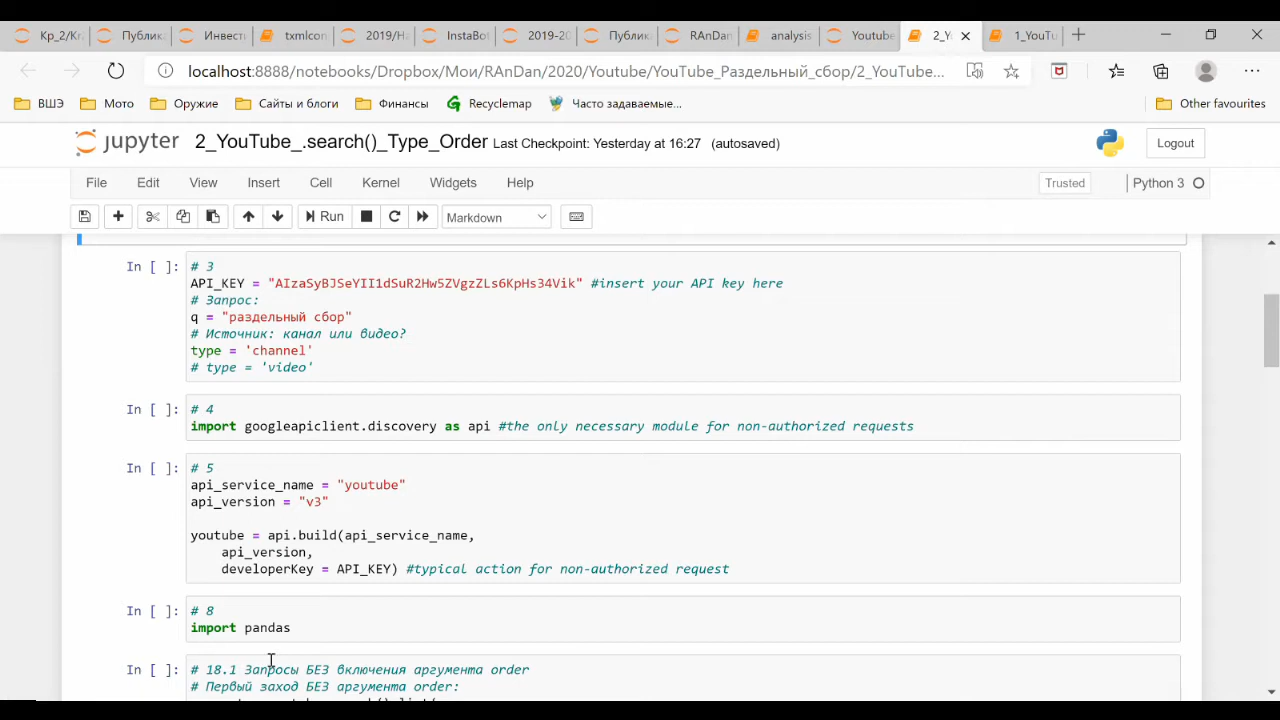 Кр_2/Кr
Публика
Инвест
txmlcon
2019/На
InstaBot
2019-20
Публика
RAnDan
analysis
Youtube
2_Yo
1_YouTu
localhost:8888/notebooks/Dropbox/Мои/RAnDan/2020/Youtube/YouTube_Раздельный_сбор/2_YouTube...
ВШЭ
Мото
Оружие
Сайты и блоги
Финансы
Recyclemap
Часто задаваемые...
Other favourites
jupyter
2_YouTube_.search()_Type_Order
Last Checkpoint: Yesterday at 16:27 (autosaved)
Logout
File Edit View Insert Cell Kernel Widgets Help
Trusted
Python 3
Run
Markdown
In [ ]:
# 3
API_KEY = "AIzaSyBJSeYII1dSuR2Hw5ZVgzZLs6KpHs34Vik" #insert your API key here
# Запрос:
q = "раздельный сбор"
# Источник: канал или видео?
type = 'channel'
# type = 'video'
In [ ]:
# 4
import googleapiclient.discovery as api #the only necessary module for non-authorized requests
In [ ]:
# 5
api_service_name = "youtube"
api_version = "v3"
youtube = api.build(api_service_name,
api_version,
developerKey = API_KEY) #typical action for non-authorized request
In [ ]:
# 8
import pandas
In [ ]:
# 18.1 Запросы БЕЗ включения аргумента order
# Первый заход БЕЗ аргумента order: